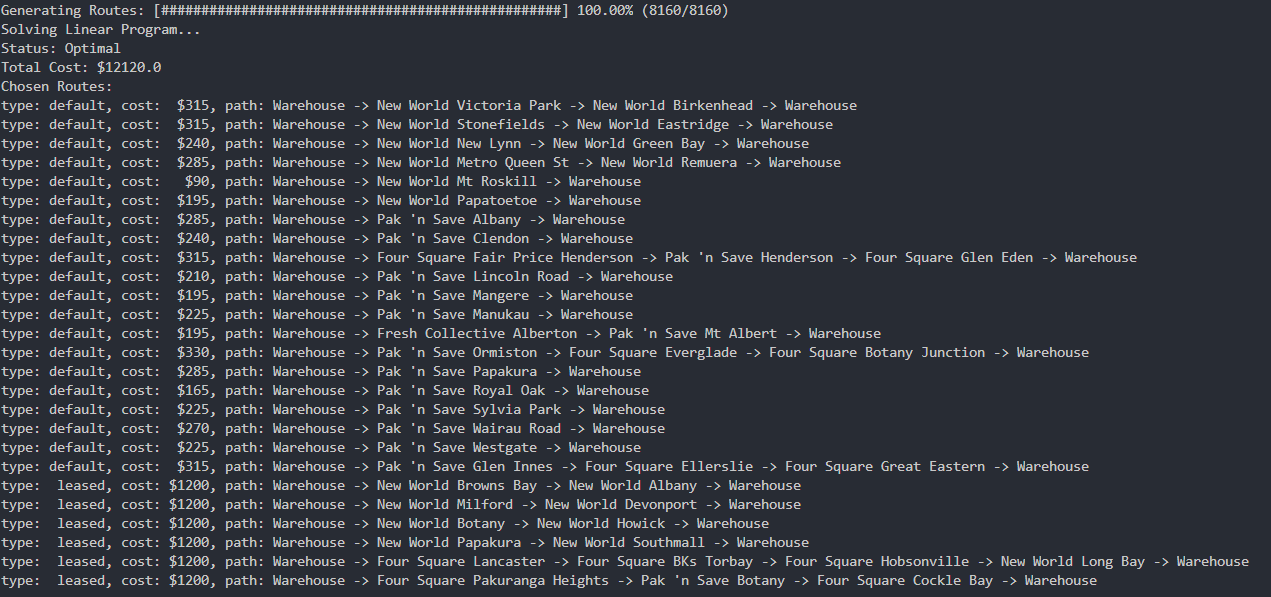 Generating Routes: [##################################################] 100.00% (8160/8160)
Solving Linear Program...
Status: Optimal
Total Cost: $12120.0
Chosen Routes:
type: default, cost:  $315, path: Warehouse -> New World Victoria Park -> New World Birkenhead -> Warehouse
type: default, cost:  $315, path: Warehouse -> New World Stonefields -> New World Eastridge -> Warehouse
type: default, cost:  $240, path: Warehouse -> New World New Lynn -> New World Green Bay -> Warehouse
type: default, cost:  $285, path: Warehouse -> New World Metro Queen St -> New World Remuera -> Warehouse
type: default, cost:   $90, path: Warehouse -> New World Mt Roskill -> Warehouse
type: default, cost:  $195, path: Warehouse -> New World Papatoetoe -> Warehouse
type: default, cost:  $285, path: Warehouse -> Pak 'n Save Albany -> Warehouse
type: default, cost:  $240, path: Warehouse -> Pak 'n Save Clendon -> Warehouse
type: default, cost:  $315, path: Warehouse -> Four Square Fair Price Henderson -> Pak 'n Save Henderson -> Four Square Glen Eden -> Warehouse
type: default, cost:  $210, path: Warehouse -> Pak 'n Save Lincoln Road -> Warehouse
type: default, cost:  $195, path: Warehouse -> Pak 'n Save Mangere -> Warehouse
type: default, cost:  $225, path: Warehouse -> Pak 'n Save Manukau -> Warehouse
type: default, cost:  $195, path: Warehouse -> Fresh Collective Alberton -> Pak 'n Save Mt Albert -> Warehouse
type: default, cost:  $330, path: Warehouse -> Pak 'n Save Ormiston -> Four Square Everglade -> Four Square Botany Junction -> Warehouse
type: default, cost:  $285, path: Warehouse -> Pak 'n Save Papakura -> Warehouse
type: default, cost:  $165, path: Warehouse -> Pak 'n Save Royal Oak -> Warehouse
type: default, cost:  $225, path: Warehouse -> Pak 'n Save Sylvia Park -> Warehouse
type: default, cost:  $270, path: Warehouse -> Pak 'n Save Wairau Road -> Warehouse
type: default, cost:  $225, path: Warehouse -> Pak 'n Save Westgate -> Warehouse
type: default, cost:  $315, path: Warehouse -> Pak 'n Save Glen Innes -> Four Square Ellerslie -> Four Square Great Eastern -> Warehouse
type:  leased, cost: $1200, path: Warehouse -> New World Browns Bay -> New World Albany -> Warehouse
type:  leased, cost: $1200, path: Warehouse -> New World Milford -> New World Devonport -> Warehouse
type:  leased, cost: $1200, path: Warehouse -> New World Botany -> New World Howick -> Warehouse
type:  leased, cost: $1200, path: Warehouse -> New World Papakura -> New World Southmall -> Warehouse
type:  leased, cost: $1200, path: Warehouse -> Four Square Lancaster -> Four Square BKs Torbay -> Four Square Hobsonville -> New World Long Bay -> Warehouse
type:  leased, cost: $1200, path: Warehouse -> Four Square Pakuranga Heights -> Pak 'n Save Botany -> Four Square Cockle Bay -> Warehouse